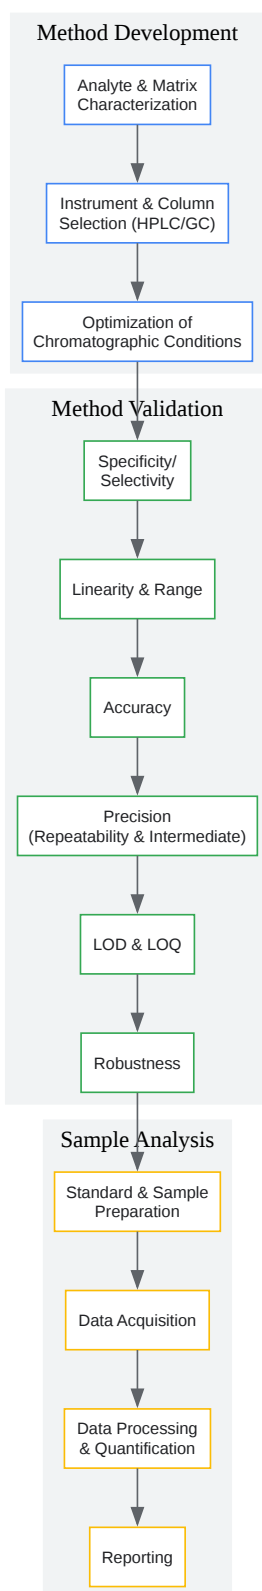 Method Development
Analyte & Matrix
Characterization
Instrument & Column
Selection (HPLC/GC)
Optimization of
Chromatographic Conditions
Method Validation
Specificity/
Selectivity
Linearity & Range
Accuracy
Precision
(Repeatability & Intermediate)
LOD & LOQ
Robustness
Sample Analysis
Standard & Sample
Preparation
Data Acquisition
Data Processing
& Quantification
Reporting